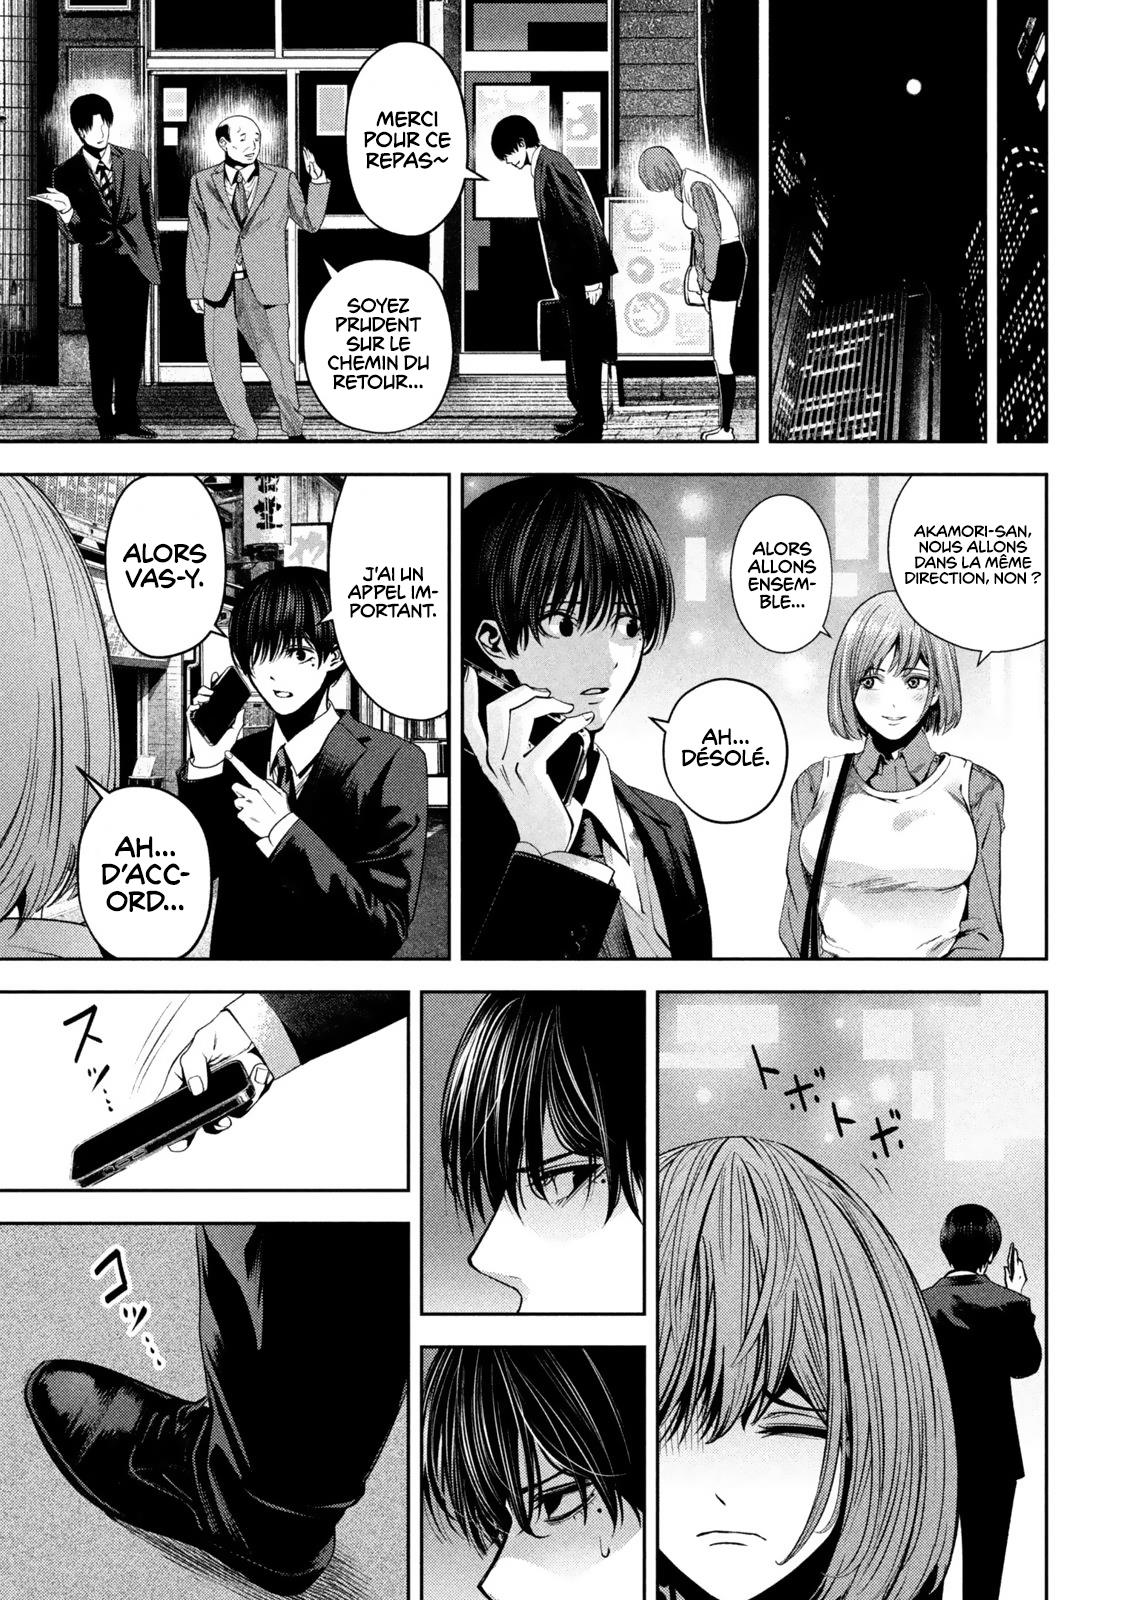 MERCI
POUR CE
REPAS~
SOYEZ
PRUDENT
SUR LE
CHEMIN DU
RETOUR...
AKAMORI-SAN,
NOUS ALLONS
DANS LA MÊME
DIRECTION, NON ?
ALORS
ALLONS
ENSEM-
BLE...
AH...
DÉSOLÉ.
J'AI UN
APPEL IM-
PORTANT.
ALORS
VAS-Y.
AH...
D'ACC-
ORD...
トボ
トボ
スッ…
コツ…